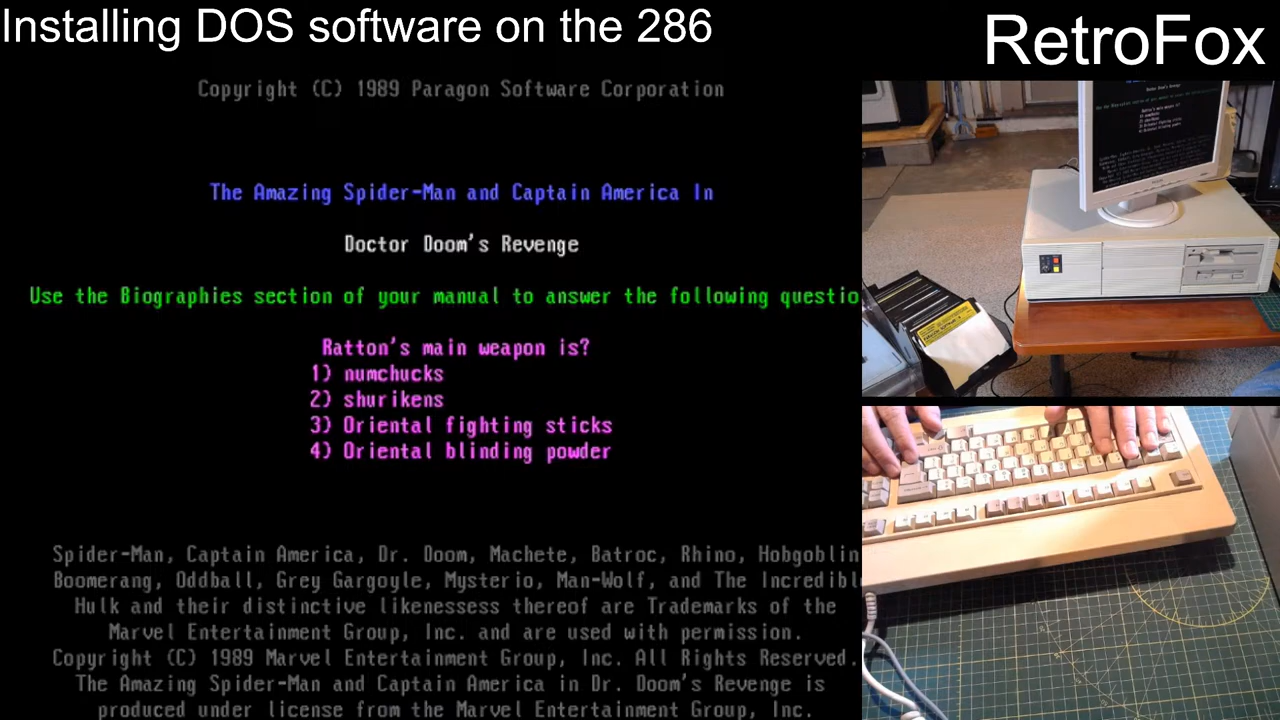 Installing DOS software on the 286
RetroFox
Copyright (C) 1989 Paragon Software Corporation
The Amazing Spider-Man and Captain America In
Doctor Doom's Revenge
Use the Biographies section of your manual to answer the following questio
Ratton's main weapon is?
1) numchucks
2) shurikens
3) Oriental fighting sticks
4) Oriental blinding powder
Spider-Man, Captain America, Dr. Doom, Machete, Batroc, Rhino, Hobgoblin
Boomerang, Oddball, Grey Gargoyle, Mysterio, Man-Wolf, and The Incredibl
Hulk and their distinctive likenessess thereof are Trademarks of the
Marvel Entertainment Group, Inc. and are used with permission.
Copyright (C) 1989 Marvel Entertainment Group, Inc. All Rights Reserved.
The Amazing Spider-Man and Captain America in Dr. Doom's Revenge is
produced under license from the Marvel Entertainment Group, Inc.